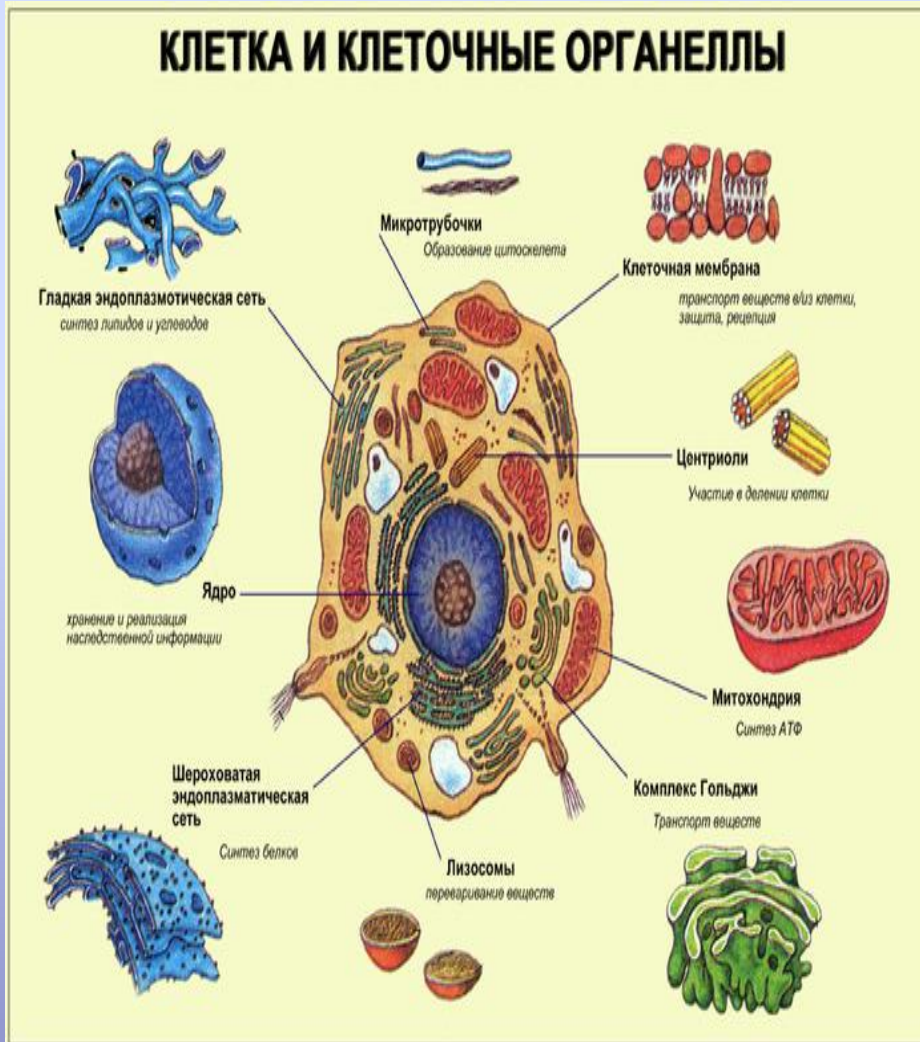 КЛЕТКА И КЛЕТОЧНЫЕ ОРГАНЕЛЛЫ
Микротрубочки
Образование цитоскелета
Клеточная мембрана
транспорт веществ в/из клетки,
защита, рецепция
Гладкая эндоплазмотическая сеть
синтез липидов и углеводов
Центриоли
Участие в делении клетки
Ядро
хранение и реализация
наследственной информации
Митохондрия
Синтез АТФ
Шероховатая
эндоплазматическая
сеть
Синтез белков
Комплекс Гольджи
Транспорт веществ
Лизосомы
переваривание веществ